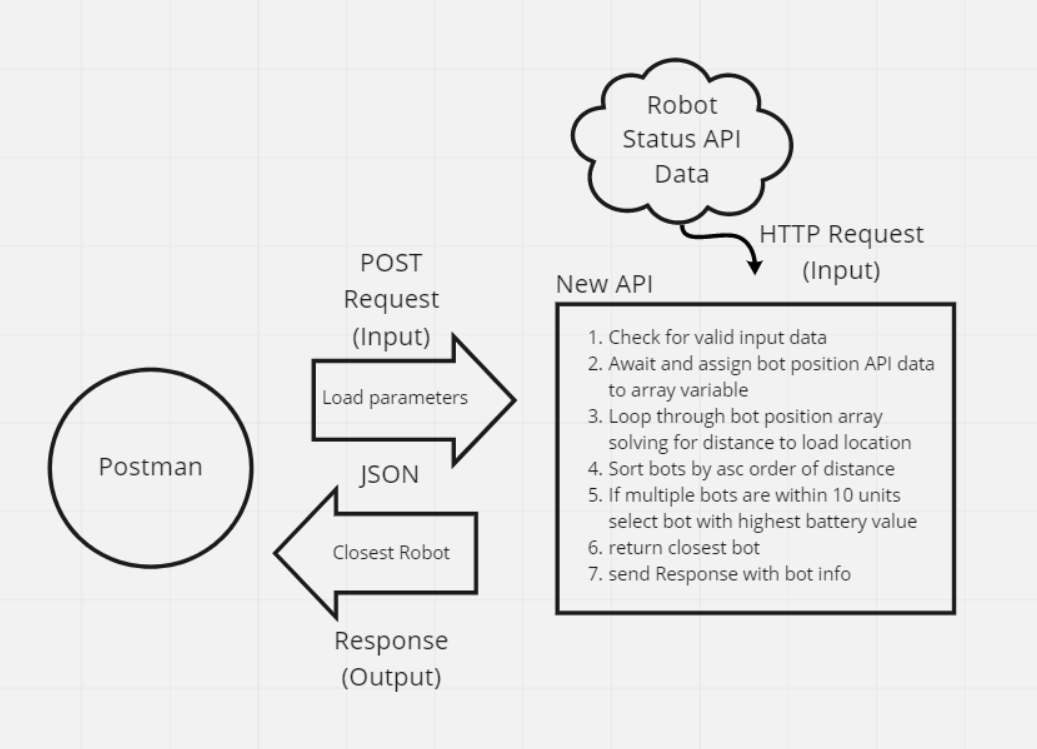 Robot
Status API
Data
HTTP Request
(Input)
POST
Request
(Input)
New API
Load parameters
1. Check for valid input data
2. Await and assign bot position API data
to array variable
3. Loop through bot position array
solving for distance to load location
4. Sort bots by asc order of distance
5. If multiple bots are within 10 units
select bot with highest battery value
6. return closest bot
7. send Response with bot info
Postman
JSON
Closest Robot
Response
(Output)